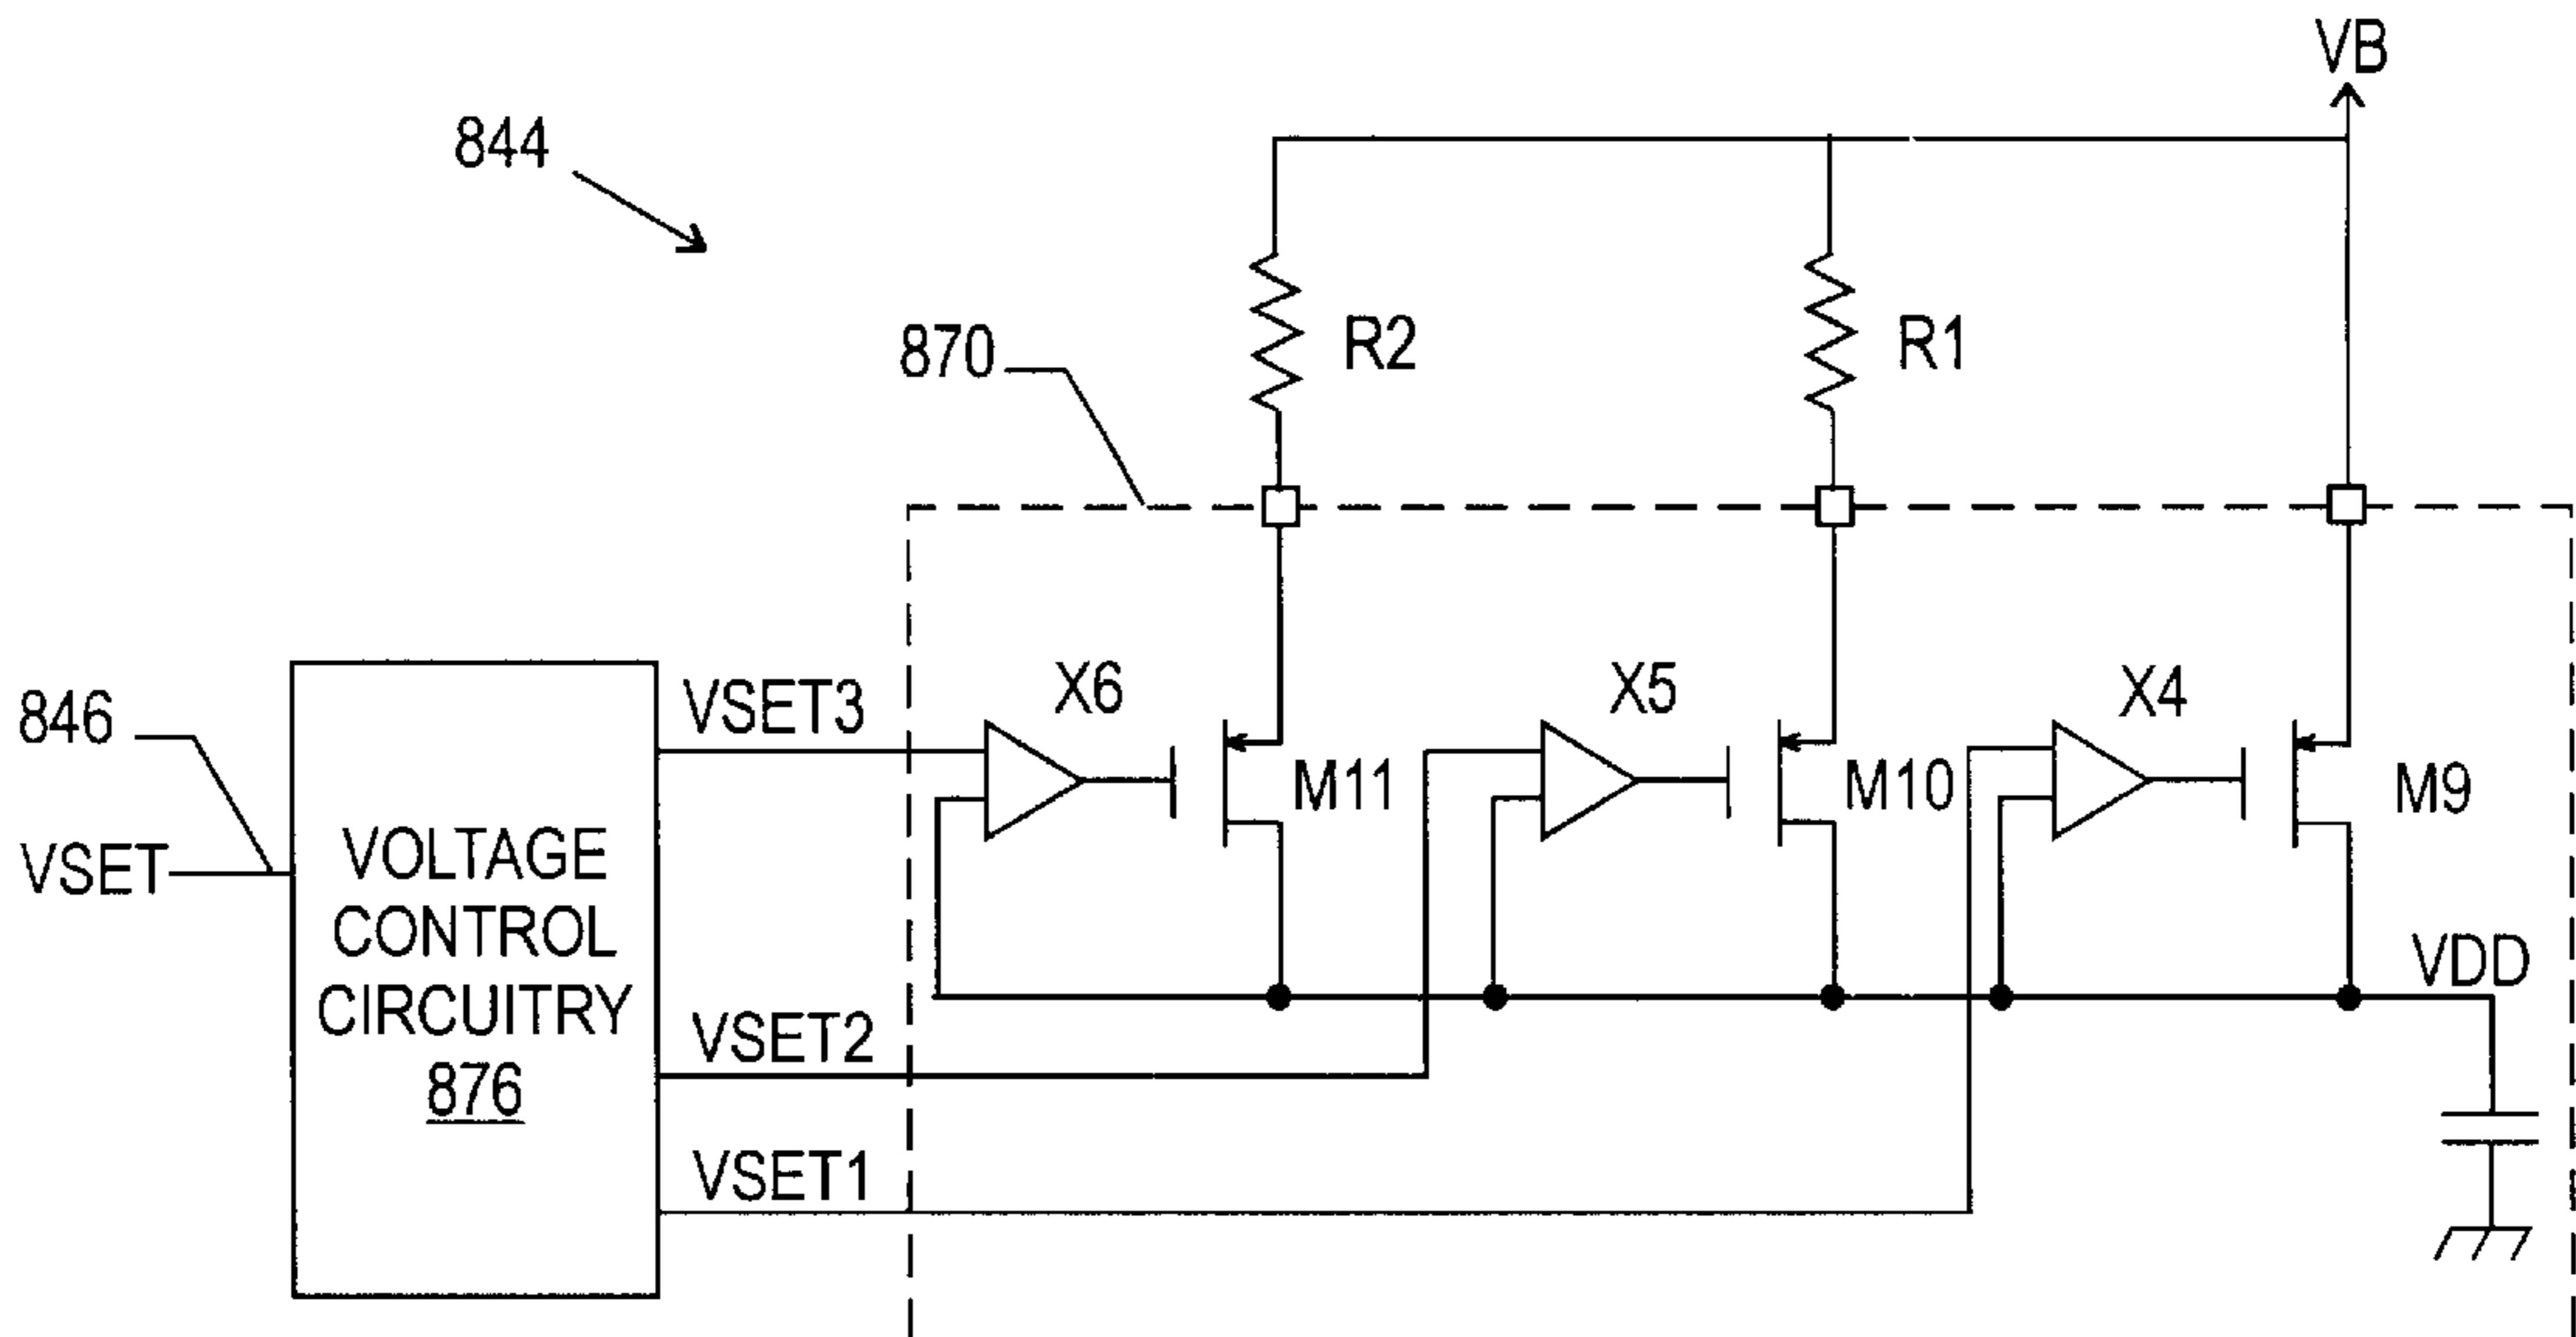 VB
844
870
R2
R1
846
VSET3
X6
X5
X4
M11
M10
M9
VSET
VOLTAGE
CONTROL
CIRCUITRY
876
VDD
VSET2
VSET1